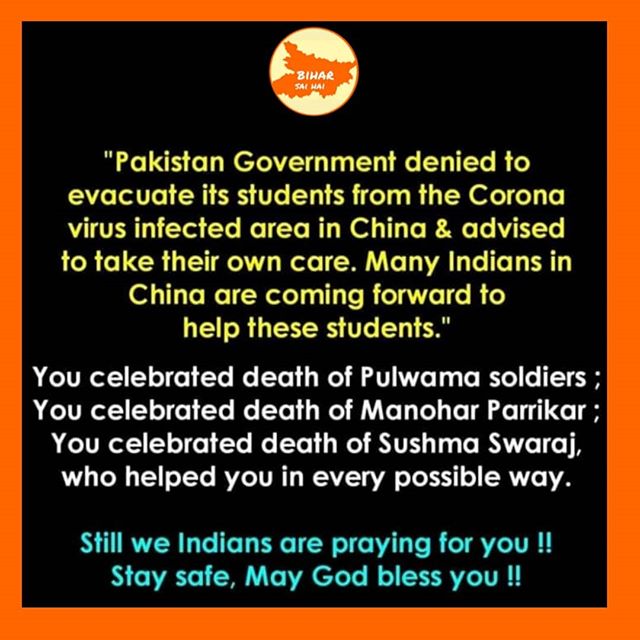 BIHAR
SAI HAI
"Pakistan Government denied to
evacuate its students from the Corona
virus infected area in China & advised
to take their own care. Many Indians in
China are coming forward to
help these students."
You celebrated death of Pulwama soldiers ;
You celebrated death of Manohar Parrikar ;
You celebrated death of Sushma Swaraj,
who helped you in every possible way.
Still we Indians are praying for you !!
Stay safe, May God bless you !!